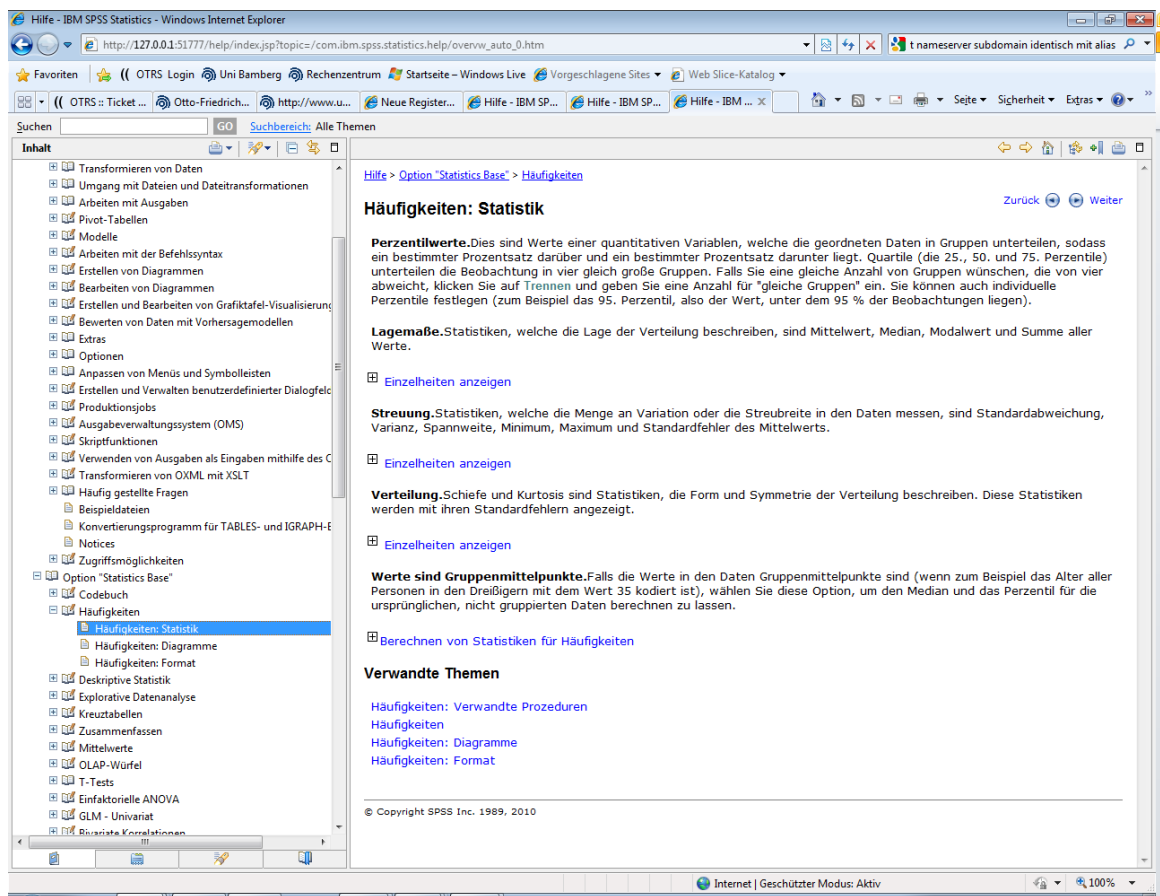 Hilfe - IBM SPSS Statistics - Windows Internet Explorer
http://127.0.0.1:51777/help/index.jsp?topic=/com.ibm.spss.statistics.help/overvw_auto_0.htm
t nameserver subdomain identisch mit alias
Favoriten (( OTRS Login Uni Bamberg Rechenzentrum Startseite – Windows Live Vorgeschlagene Sites Web Slice-Katalog
(( OTRS :: Ticket ... Otto-Friedrich... http://www.u... Neue Register... Hilfe - IBM SP... Hilfe - IBM SP... Hilfe - IBM ... x Seite Sicherheit Extras
Suchen GO Suchbereich: Alle Themen
Inhalt
Transformieren von Daten
Umgang mit Dateien und Dateitransformationen
Arbeiten mit Ausgaben
Pivot-Tabellen
Modelle
Arbeiten mit der Befehlssyntax
Erstellen von Diagrammen
Bearbeiten von Diagrammen
Erstellen und Bearbeiten von Grafiktafel-Visualisierung
Bewerten von Daten mit Vorhersagemodellen
Extras
Optionen
Anpassen von Menüs und Symbolleisten
Erstellen und Verwalten benutzerdefinierter Dialogfeld
Produktionsjobs
Ausgabeverwaltungssystem (OMS)
Skriptfunktionen
Verwenden von Ausgaben als Eingaben mithilfe des
Transformieren von OXML mit XSLT
Häufig gestellte Fragen
Beispieldateien
Konvertierungsprogramm für TABLES- und IGRAPH-
Notices
Zugriffsmöglichkeiten
Option "Statistics Base"
Codebuch
Häufigkeiten
Häufigkeiten: Statistik
Häufigkeiten: Diagramme
Häufigkeiten: Format
Deskriptive Statistik
Explorative Datenanalyse
Kreuztabellen
Zusammenfassen
Mittelwerte
OLAP-Würfel
T-Tests
Einfaktorielle ANOVA
GLM - Univariat
Bivariate Korrelationen
Hilfe > Option "Statistics Base" > Häufigkeiten
Zurück Weiter
Häufigkeiten: Statistik
Perzentilwerte.Dies sind Werte einer quantitativen Variablen, welche die geordneten Daten in Gruppen unterteilen, sodass
ein bestimmter Prozentsatz darüber und ein bestimmter Prozentsatz darunter liegt. Quartile (die 25., 50. und 75. Perzentile)
unterteilen die Beobachtung in vier gleich große Gruppen. Falls Sie eine gleiche Anzahl von Gruppen wünschen, die von vier
abweicht, klicken Sie auf Trennen und geben Sie eine Anzahl für "gleiche Gruppen" ein. Sie können auch individuelle
Perzentile festlegen (zum Beispiel das 95. Perzentil, also der Wert, unter dem 95 % der Beobachtungen liegen).
Lagemaße.Statistiken, welche die Lage der Verteilung beschreiben, sind Mittelwert, Median, Modalwert und Summe aller
Werte.
Einzelheiten anzeigen
Streuung.Statistiken, welche die Menge an Variation oder die Streubreite in den Daten messen, sind Standardabweichung,
Varianz, Spannweite, Minimum, Maximum und Standardfehler des Mittelwerts.
Einzelheiten anzeigen
Verteilung.Schiefe und Kurtosis sind Statistiken, die Form und Symmetrie der Verteilung beschreiben. Diese Statistiken
werden mit ihren Standardfehlern angezeigt.
Einzelheiten anzeigen
Werte sind Gruppenmittelpunkte.Falls die Werte in den Daten Gruppenmittelpunkte sind (wenn zum Beispiel das Alter aller
Personen in den Dreißigern mit dem Wert 35 kodiert ist), wählen Sie diese Option, um den Median und das Perzentil für die
ursprünglichen, nicht gruppierten Daten berechnen zu lassen.
Berechnen von Statistiken für Häufigkeiten
Verwandte Themen
Häufigkeiten: Verwandte Prozeduren
Häufigkeiten
Häufigkeiten: Diagramme
Häufigkeiten: Format
© Copyright SPSS Inc. 1989, 2010
Internet | Geschützter Modus: Aktiv 100%